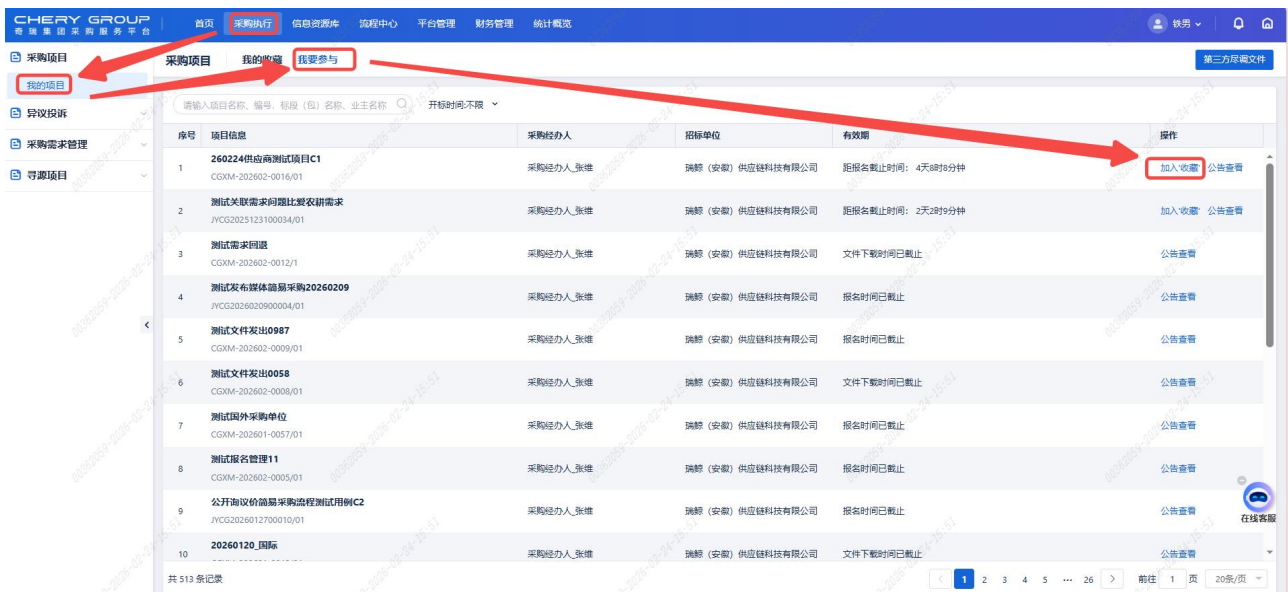 CHERY GROUP
奇瑞集团采购服务平台
首页 采购执行 信息资源库 流程中心 平台管理 财务管理 统计概览
铁男
采购项目
我的项目
异议投诉
采购需求管理
寻源项目
采购项目 我的收藏 我要参与
第三方尽调文件
请输入项目名称、编号、标段（包）名称、业主名称 开标时间:不限
序号 项目信息 采购经办人 招标单位 有效期 操作
1 260224供应商测试项目C1 采购经办人_张维 瑞鲸（安徽）供应链科技有限公司 距报名截止时间： 4天8时8分钟 加入'收藏' 公告查看
CGXM-202602-0016/01
2 测试关联需求问题比爱农耕需求 采购经办人_张维 瑞鲸（安徽）供应链科技有限公司 距报名截止时间： 2天2时9分钟 加入'收藏' 公告查看
JYCG2025123100034/01
3 测试需求回退 采购经办人_张维 瑞鲸（安徽）供应链科技有限公司 文件下载时间已截止 公告查看
CGXM-202602-0012/1
4 测试发布媒体简易采购20260209 采购经办人_张维 瑞鲸（安徽）供应链科技有限公司 报名时间已截止 公告查看
JYCG2026020900004/01
5 测试文件发出0987 采购经办人_张维 瑞鲸（安徽）供应链科技有限公司 报名时间已截止 公告查看
CGXM-202602-0009/01
6 测试文件发出0058 采购经办人_张维 瑞鲸（安徽）供应链科技有限公司 文件下载时间已截止 公告查看
CGXM-202602-0008/01
7 测试国外采购单位 采购经办人_张维 瑞鲸（安徽）供应链科技有限公司 报名时间已截止 公告查看
CGXM-202601-0057/01
8 测试报名管理11 采购经办人_张维 瑞鲸（安徽）供应链科技有限公司 报名时间已截止 公告查看
CGXM-202602-0005/01
9 公开询议价简易采购流程测试用例C2 采购经办人_张维 瑞鲸（安徽）供应链科技有限公司 报名时间已截止 公告查看
JYCG2026012700010/01
10 20260120_国际 采购经办人_张维 瑞鲸（安徽）供应链科技有限公司 文件下载时间已截止 公告查看
在线客服
共 513 条记录 1 2 3 4 5 ··· 26 前往 1 页 20条/页